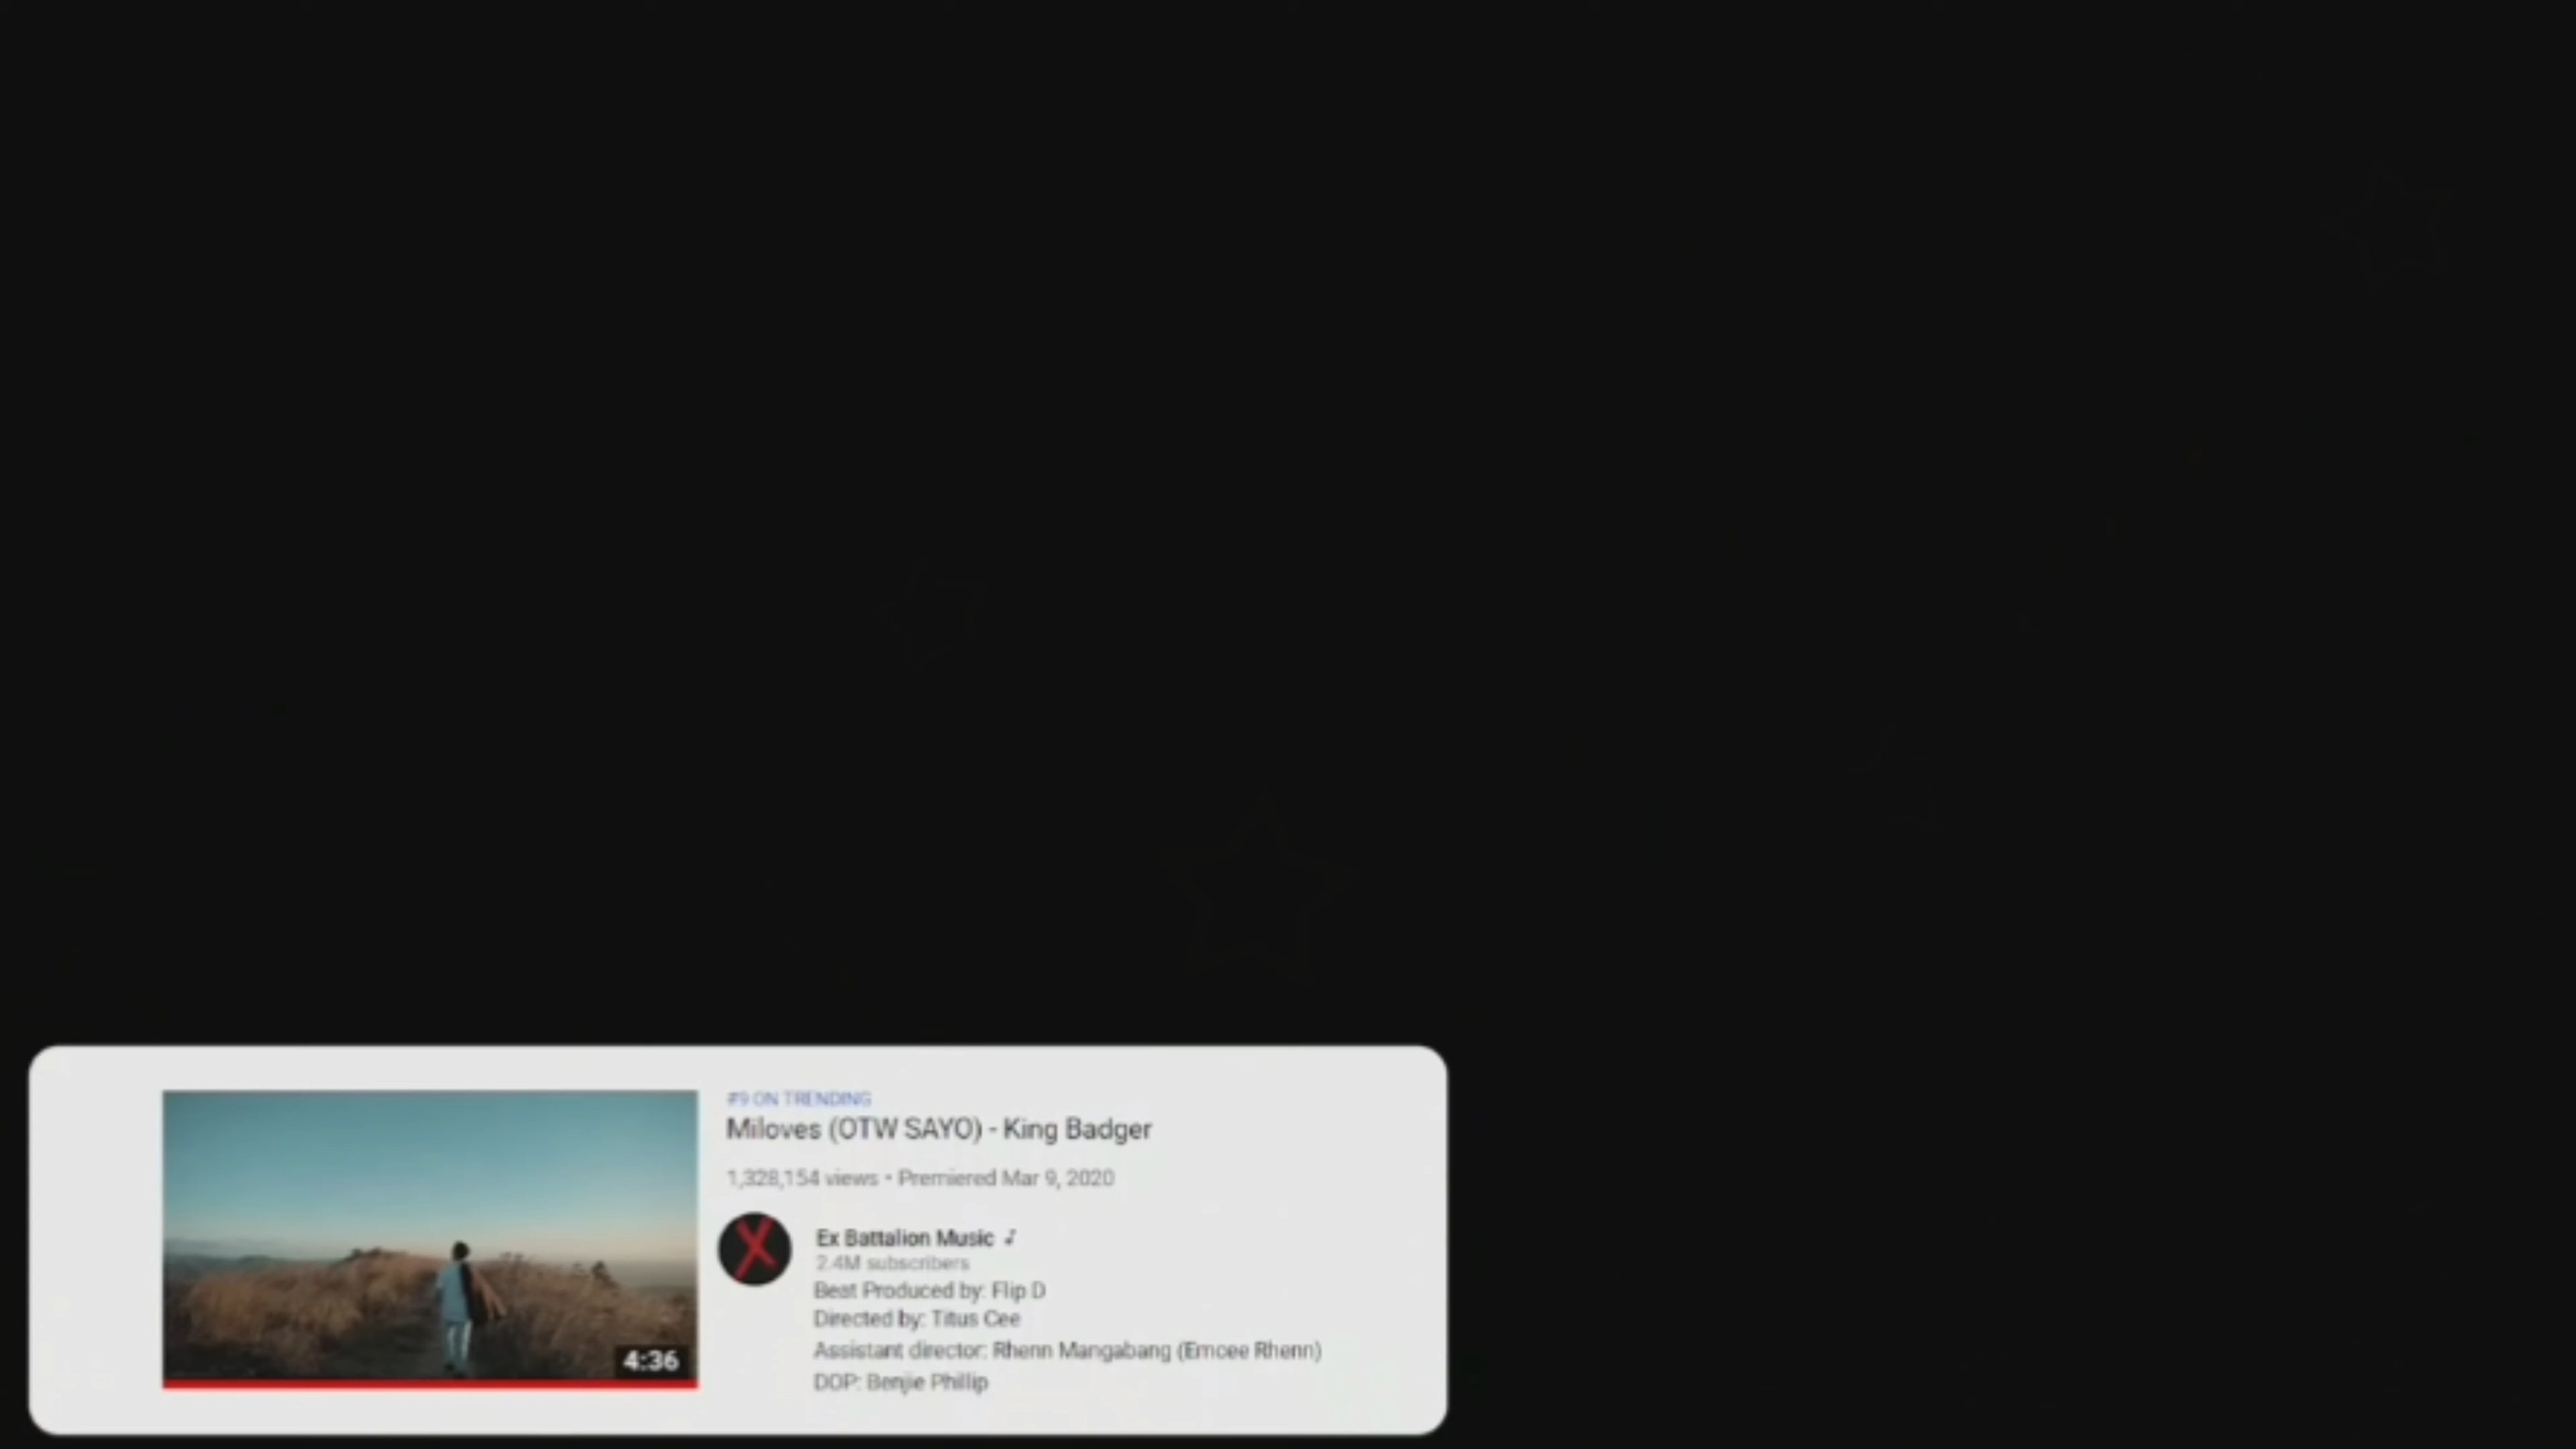 #9 ON TRENDING
Miloves (OTW SAYO) - King Badger
1,328,154 views • Premiered Mar 9, 2020
Ex Battalion Music ♪
2.4M subscribers
Beat Produced by: Flip D
Directed by: Titus Cee
Assistant director: Rhenn Mangabang (Emcee Rhenn)
DOP: Benjie Phillip
4:36